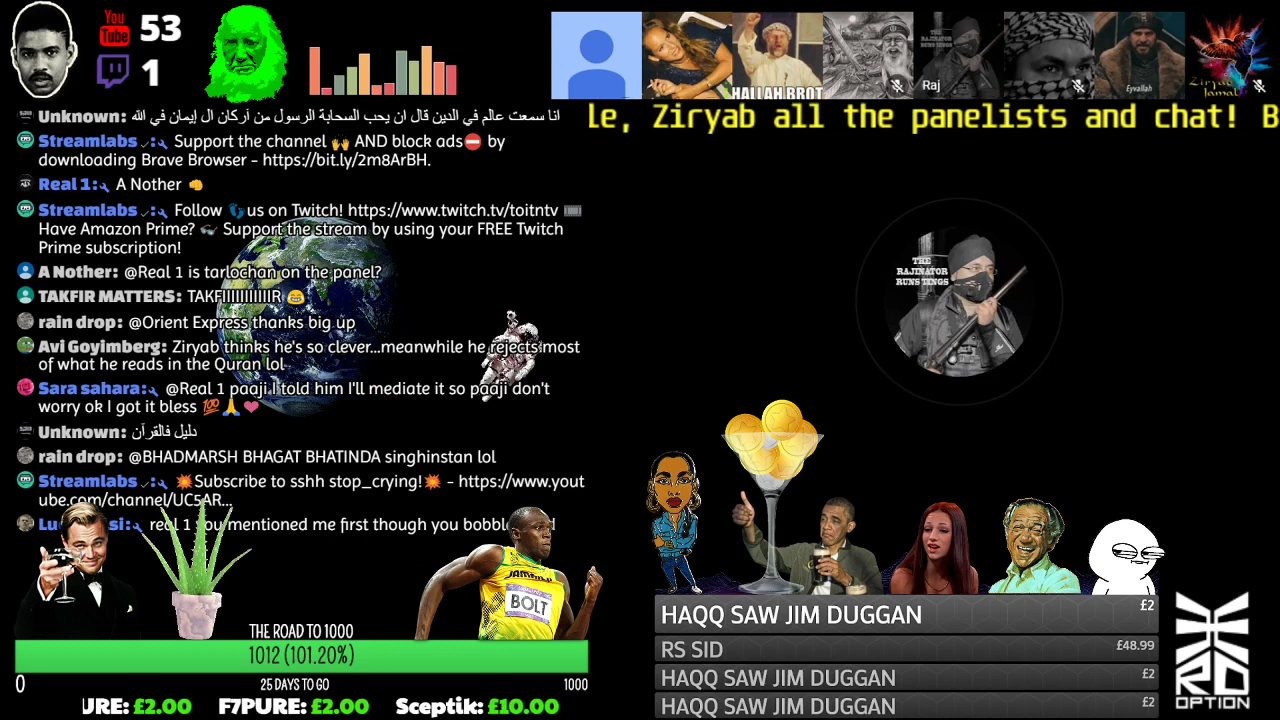 You
Tube 53
1
HALLAH BROT
Raj
Eyvallah
Ziryab
Jamal
le, Ziryab all the panelists and chat! B
Unknown: انا سمعت عالم في الدين قال ان يحب السحابة الرسول من أركان ال إيمان في الله
Streamlabs: Support the channel 🙌 AND block ads⛔ by
downloading Brave Browser - https://bit.ly/2m8ArBH.
Real 1: A Nother 👊
Streamlabs: Follow 👣us on Twitch! https://www.twitch.tv/toitntv
Have Amazon Prime? Support the stream by using your FREE Twitch
Prime subscription!
A Nother: @Real 1 is tarlochan on the panel?
TAKFIR MATTERS: TAKFIIIIIIIIIIIR 😂
rain drop: @Orient Express thanks big up
Avi Goyimberg: Ziryab thinks he's so clever...meanwhile he rejects most
of what he reads in the Quran lol
Sara sahara: @Real 1 paaji I told him I'll mediate it so paaji don't
worry ok I got it bless 💯🙏❤
Unknown: دليل فالقرآن
rain drop: @BHADMARSH BHAGAT BHATINDA singhinstan lol
Streamlabs: 💥Subscribe to sshh stop_crying!💥 - https://www.yout
ube.com/channel/UC5AR...
real 1 you mentioned me first though you
THE
RAJINATOR
RUNS TINGS
BOLT
THE ROAD TO 1000
1012 (101.20%)
0 25 DAYS TO GO 1000
URE: £2.00 F7PURE: £2.00 Sceptik: £10.00
HAQQ SAW JIM DUGGAN £2
RS SID £48.99
HAQQ SAW JIM DUGGAN £2
HAQQ SAW JIM DUGGAN £2
OPTION